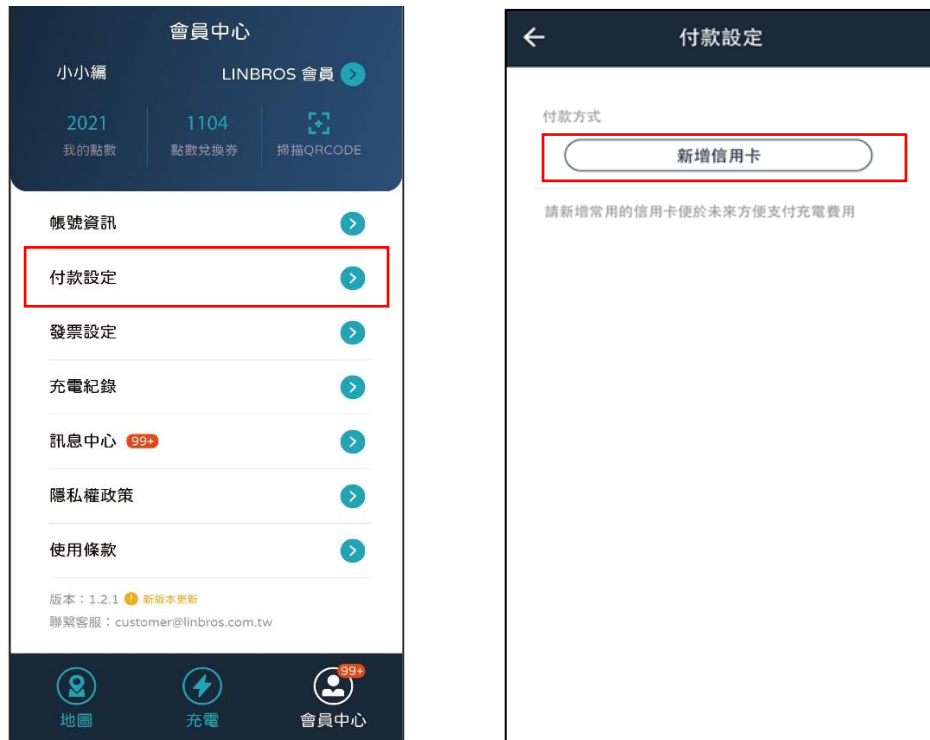 會員中心
小小編
LINBROS 會員
2021
1104
我的點數
點數兌換券
掃描QRCODE
帳號資訊
付款設定
發票設定
充電紀錄
訊息中心 99+
隱私權政策
使用條款
版本：1.2.1 新版本更新
聯繫客服：customer@linbros.com.tw
99+
地圖
充電
會員中心
付款設定
付款方式
新增信用卡
請新增常用的信用卡便於未來方便支付充電費用